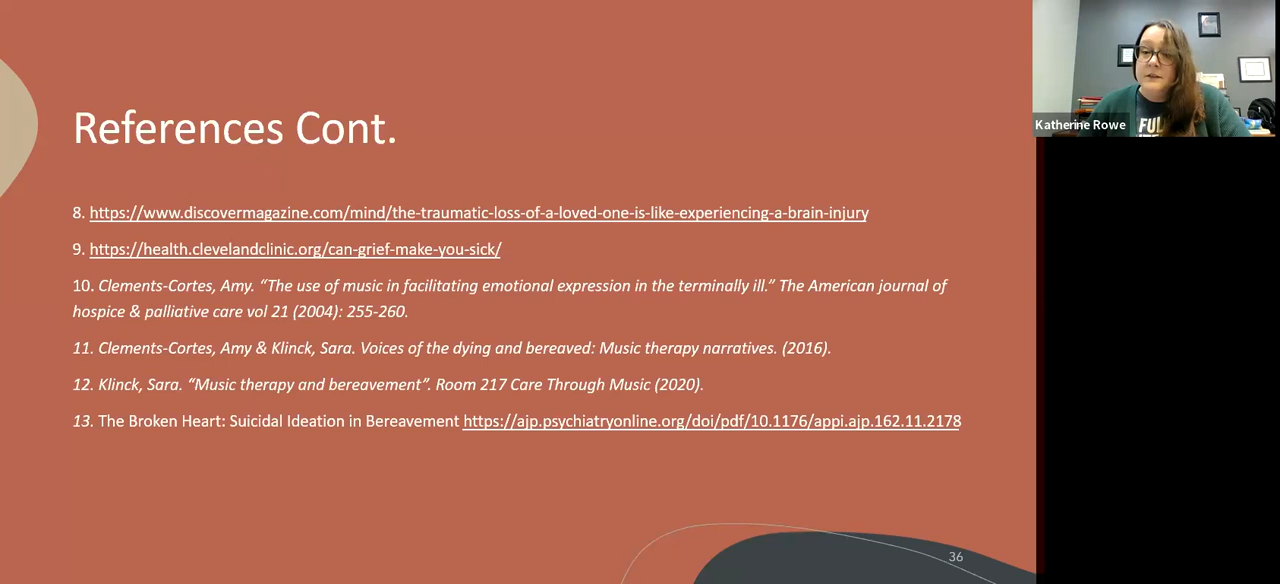 References Cont.
8. https://www.discovermagazine.com/mind/the-traumatic-loss-of-a-loved-one-is-like-experiencing-a-brain-injury
9. https://health.clevelandclinic.org/can-grief-make-you-sick/
10. Clements-Cortes, Amy. “The use of music in facilitating emotional expression in the terminally ill.” The American journal of
hospice & palliative care vol 21 (2004): 255-260.
11. Clements-Cortes, Amy & Klinck, Sara. Voices of the dying and bereaved: Music therapy narratives. (2016).
12. Klinck, Sara. “Music therapy and bereavement”. Room 217 Care Through Music (2020).
13. The Broken Heart: Suicidal Ideation in Bereavement https://ajp.psychiatryonline.org/doi/pdf/10.1176/appi.ajp.162.11.2178
36
Katherine Rowe